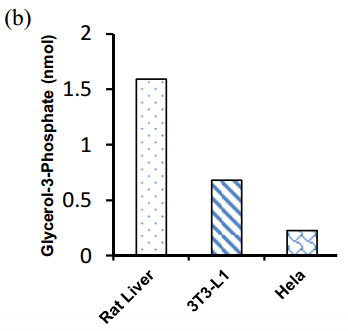 (b)
Glycerol-3-Phosphate (nmol)
2
1.5
1
0.5
0
Rat Liver
3T3-L1
Hela